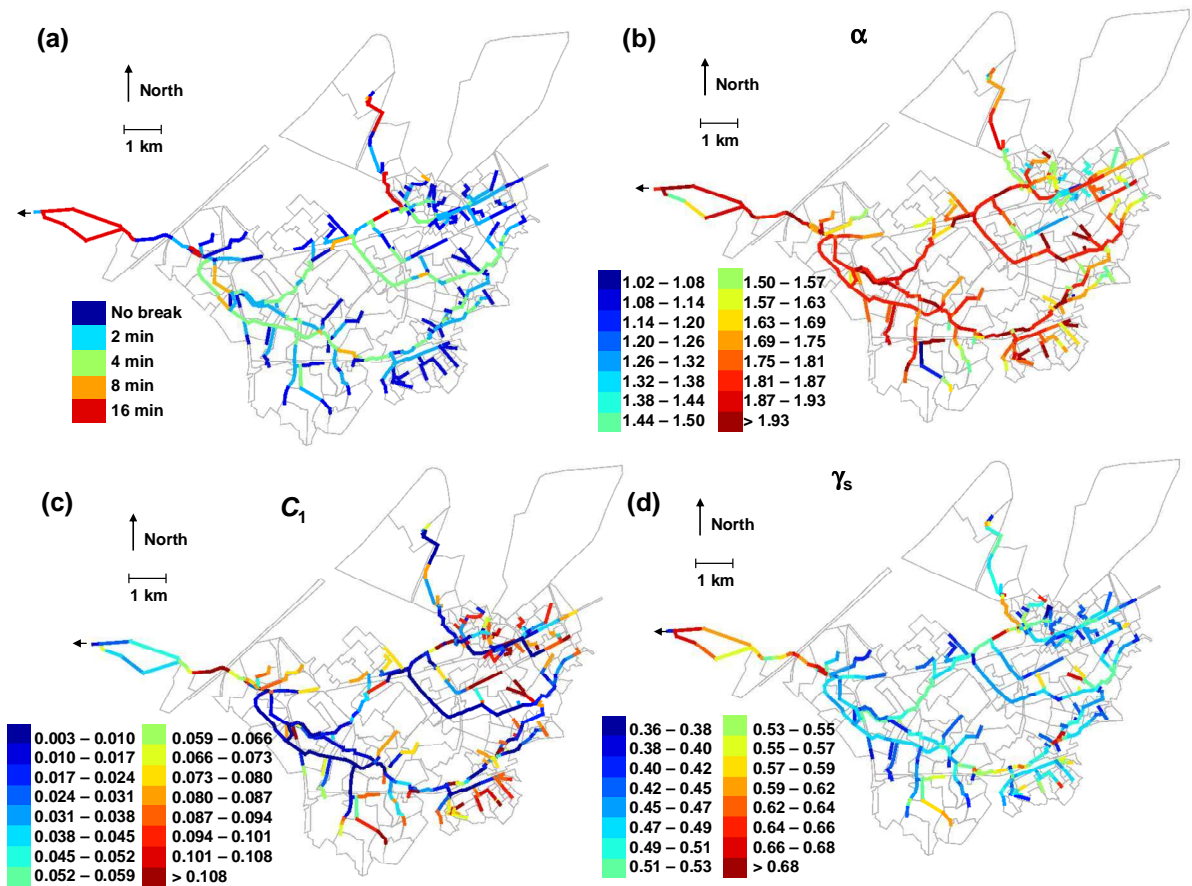 (a)
North
1 km
No break
2 min
4 min
8 min
16 min
(b)
α
North
1 km
1.02 – 1.08
1.08 – 1.14
1.14 – 1.20
1.20 – 1.26
1.26 – 1.32
1.32 – 1.38
1.38 – 1.44
1.44 – 1.50
1.50 – 1.57
1.57 – 1.63
1.63 – 1.69
1.69 – 1.75
1.75 – 1.81
1.81 – 1.87
1.87 – 1.93
> 1.93
(c)
C1
North
1 km
0.003 – 0.010
0.010 – 0.017
0.017 – 0.024
0.024 – 0.031
0.031 – 0.038
0.038 – 0.045
0.045 – 0.052
0.052 – 0.059
0.059 – 0.066
0.066 – 0.073
0.073 – 0.080
0.080 – 0.087
0.087 – 0.094
0.094 – 0.101
0.101 – 0.108
> 0.108
(d)
γs
North
1 km
0.36 – 0.38
0.38 – 0.40
0.40 – 0.42
0.42 – 0.45
0.45 – 0.47
0.47 – 0.49
0.49 – 0.51
0.51 – 0.53
0.53 – 0.55
0.55 – 0.57
0.57 – 0.59
0.59 – 0.62
0.62 – 0.64
0.64 – 0.66
0.66 – 0.68
> 0.68